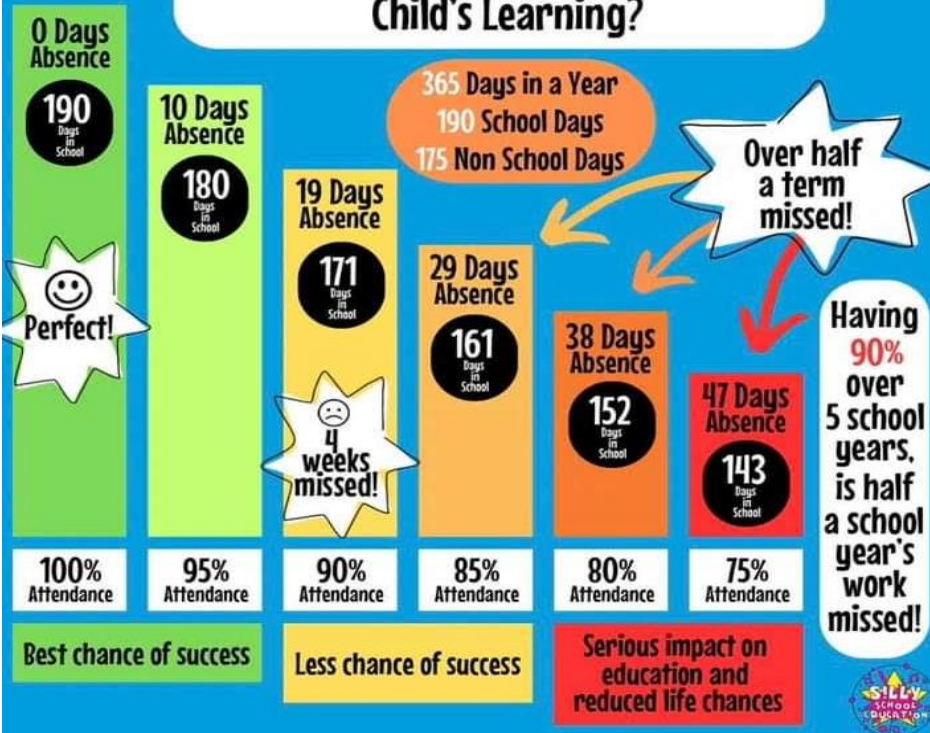 Child's Learning?
0 Days
Absence
190
Days
in
School
Perfect!
10 Days
Absence
180
Days
in
School
19 Days
Absence
171
Days
in
School
4
weeks
missed!
365 Days in a Year
190 School Days
175 Non School Days
29 Days
Absence
161
Days
in
School
38 Days
Absence
152
Days
in
School
47 Days
Absence
143
Days
in
School
Over half
a term
missed!
Having
90%
over
5 school
years,
is half
a school
year's
work
missed!
100%
Attendance
95%
Attendance
90%
Attendance
85%
Attendance
80%
Attendance
75%
Attendance
Best chance of success
Less chance of success
Serious impact on
education and
reduced life chances
SILLY
SCHOOL
EDUCATION